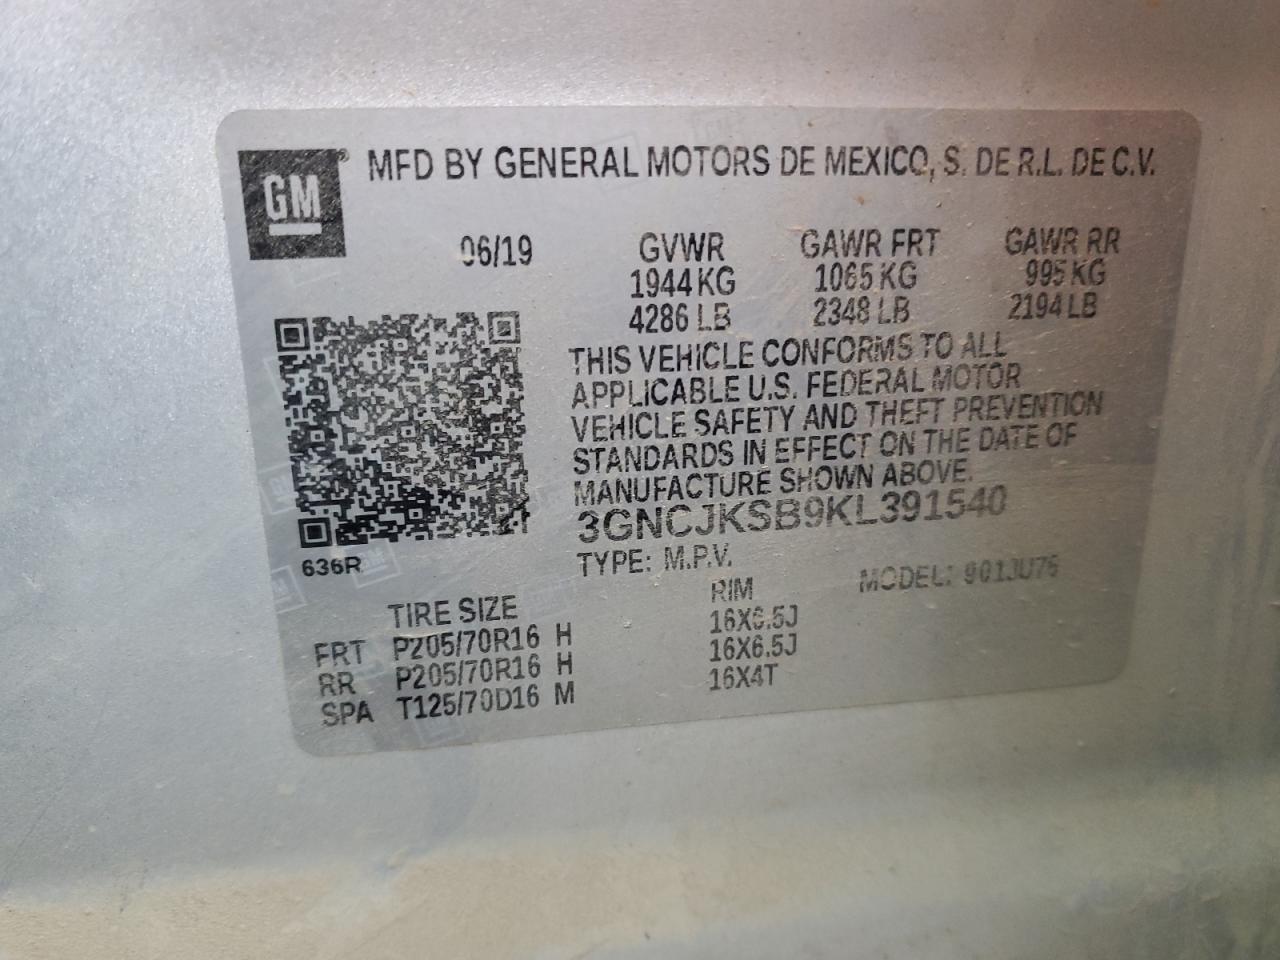 GM
MFD BY GENERAL MOTORS DE MEXICO, S. DE R.L. DE C.V.
06/19 GVWR GAWR FRT GAWR RR
1944 KG 1065 KG 995 KG
4286 LB 2348 LB 2194 LB
THIS VEHICLE CONFORMS TO ALL
APPLICABLE U.S. FEDERAL MOTOR
VEHICLE SAFETY AND THEFT PREVENTION
STANDARDS IN EFFECT ON THE DATE OF
MANUFACTURE SHOWN ABOVE.
3GNCJKSB9KL391540
636R
TYPE: M.P.V. MODEL: 901JU76
TIRE SIZE RIM
FRT P205/70R16 H 16X6.5J
RR P205/70R16 H 16X6.5J
SPA T125/70D16 M 16X4T